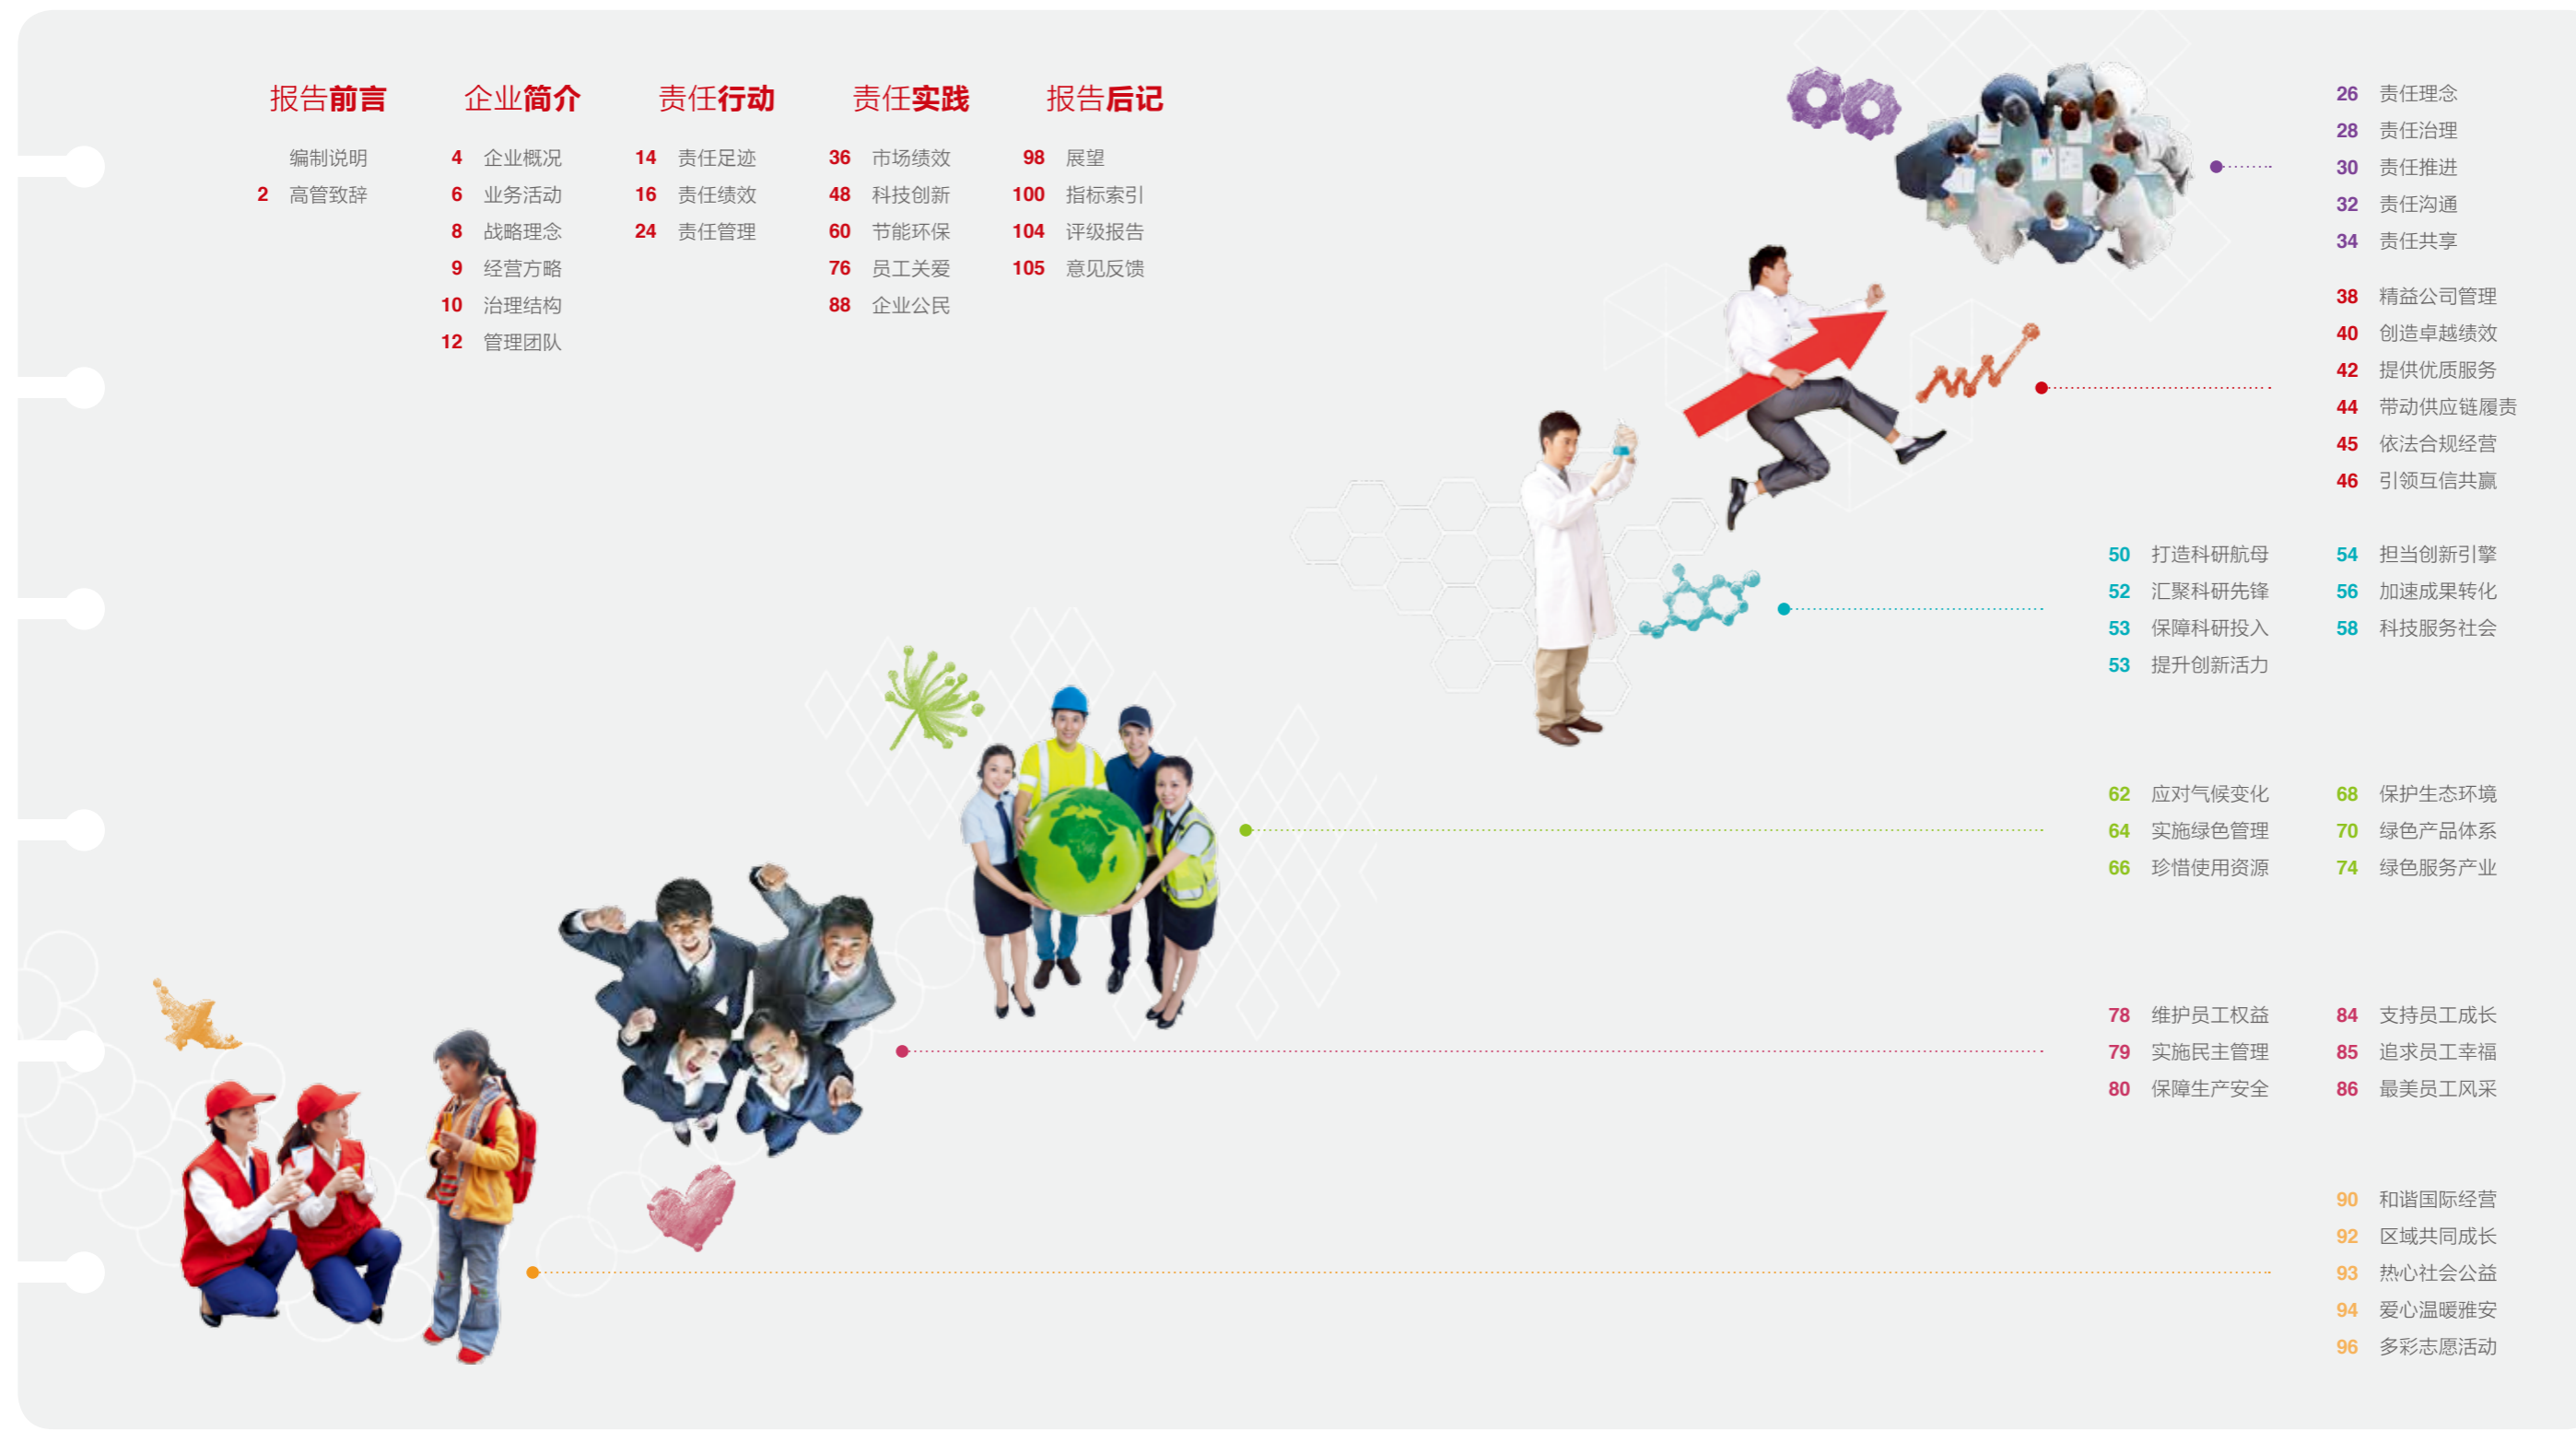 报告前言
编制说明
2 高管致辞
企业简介
4 企业概况
6 业务活动
8 战略理念
9 经营方略
10 治理结构
12 管理团队
责任行动
14 责任足迹
16 责任绩效
24 责任管理
责任实践
36 市场绩效
48 科技创新
60 节能环保
76 员工关爱
88 企业公民
报告后记
98 展望
100 指标索引
104 评级报告
105 意见反馈
26 责任理念
28 责任治理
30 责任推进
32 责任沟通
34 责任共享
38 精益公司管理
40 创造卓越绩效
42 提供优质服务
44 带动供应链履责
45 依法合规经营
46 引领互信共赢
50 打造科研航母
52 汇聚科研先锋
53 保障科研投入
53 提升创新活力
54 担当创新引擎
56 加速成果转化
58 科技服务社会
62 应对气候变化
64 实施绿色管理
66 珍惜使用资源
68 保护生态环境
70 绿色产品体系
74 绿色服务产业
78 维护员工权益
79 实施民主管理
80 保障生产安全
84 支持员工成长
85 追求员工幸福
86 最美员工风采
90 和谐国际经营
92 区域共同成长
93 热心社会公益
94 爱心温暖雅安
96 多彩志愿活动